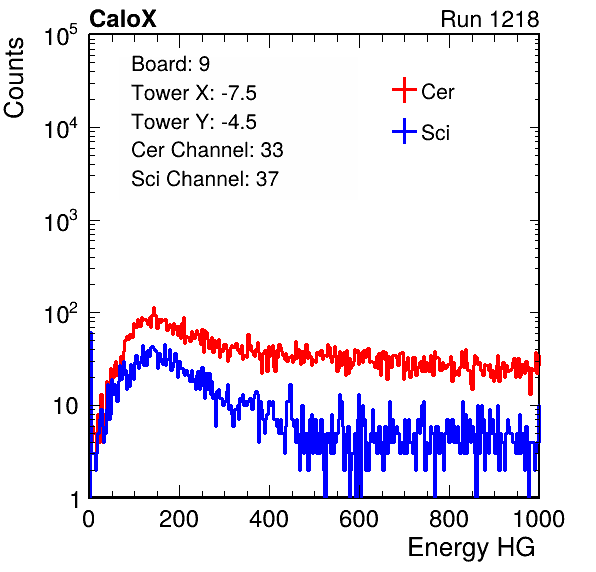 CaloX Run 1218
Counts
Board: 9
Tower X: -7.5
Tower Y: -4.5
Cer Channel: 33
Sci Channel: 37
Cer
Sci
10^5
10^4
10^3
10^2
10
1
0 200 400 600 800 1000
Energy HG